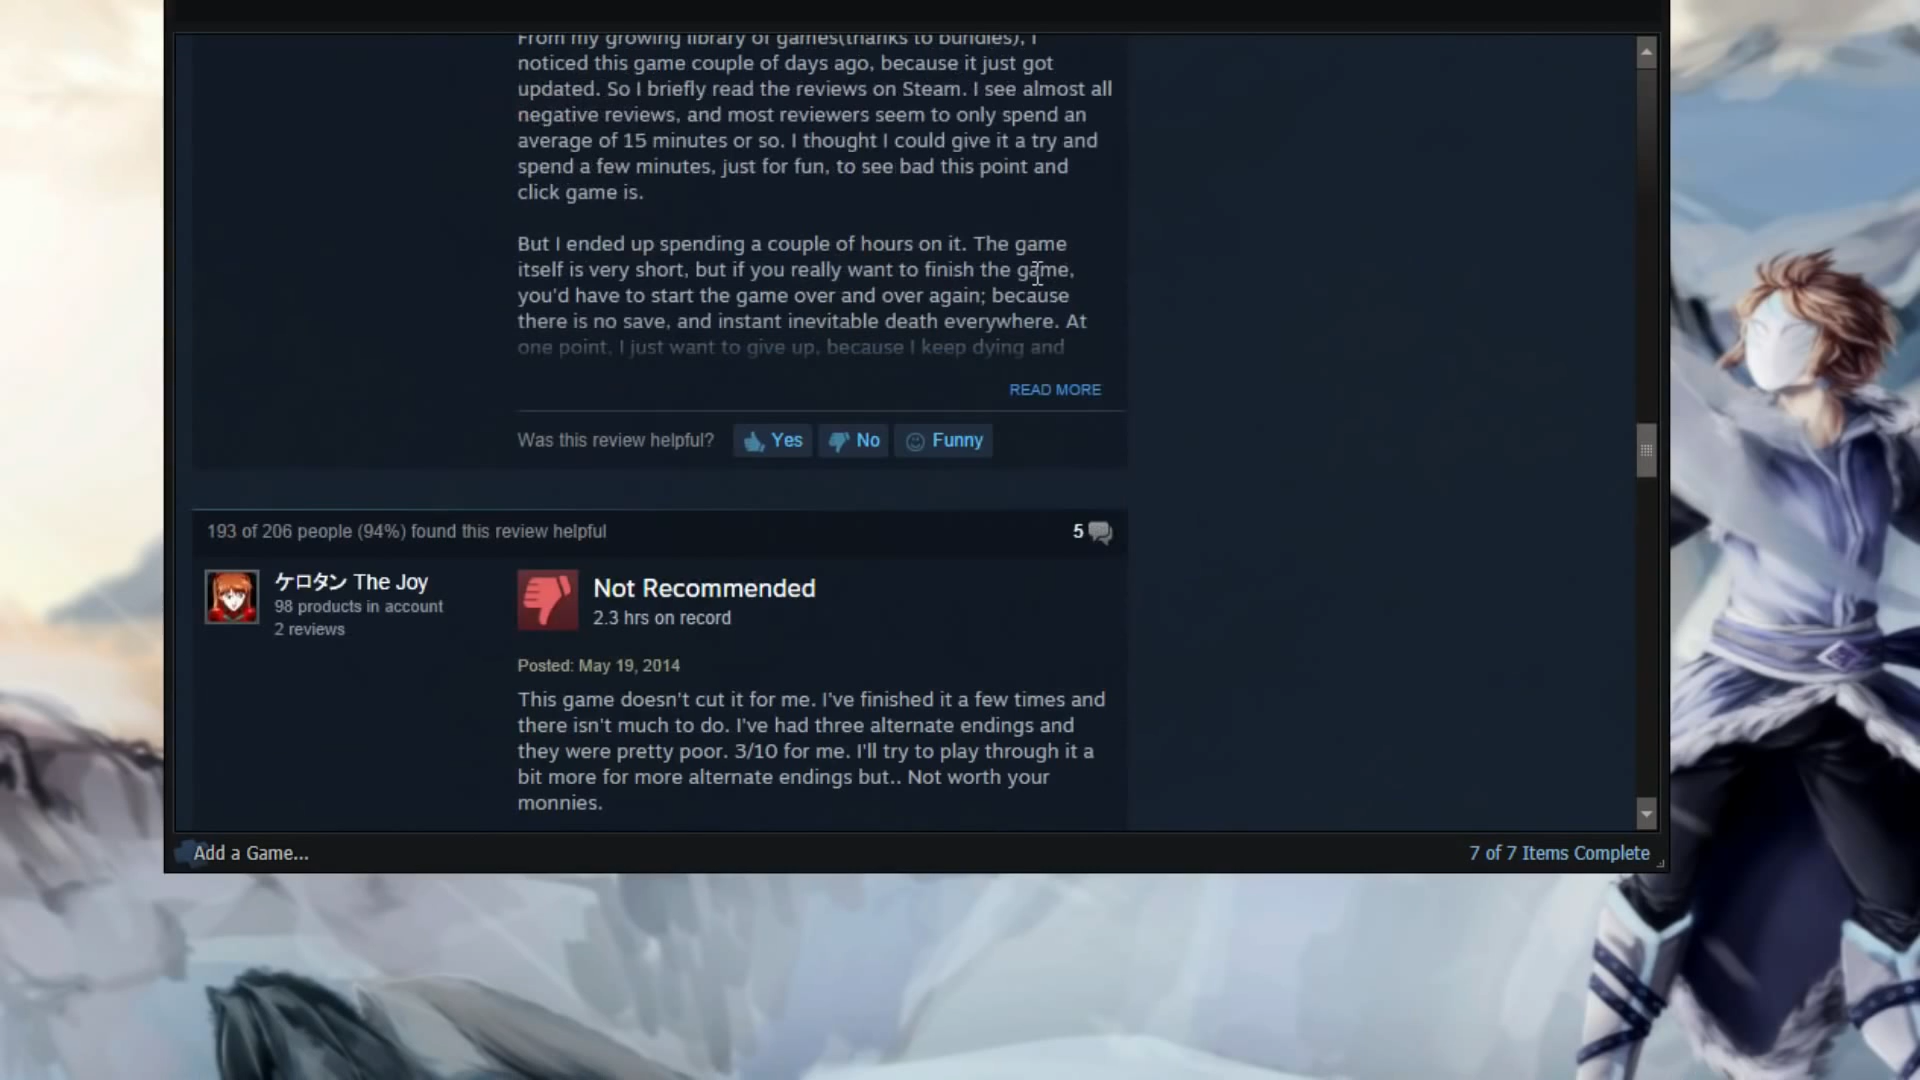 From my growing library of games(thanks to bundles), I
noticed this game couple of days ago, because it just got
updated. So I briefly read the reviews on Steam. I see almost all
negative reviews, and most reviewers seem to only spend an
average of 15 minutes or so. I thought I could give it a try and
spend a few minutes, just for fun, to see bad this point and
click game is.
But I ended up spending a couple of hours on it. The game
itself is very short, but if you really want to finish the game,
you'd have to start the game over and over again; because
there is no save, and instant inevitable death everywhere. At
one point, I just want to give up, because I keep dying and
READ MORE
Was this review helpful? Yes No Funny
193 of 206 people (94%) found this review helpful 5
ケロタン The Joy
98 products in account
2 reviews
Not Recommended
2.3 hrs on record
Posted: May 19, 2014
This game doesn't cut it for me. I've finished it a few times and
there isn't much to do. I've had three alternate endings and
they were pretty poor. 3/10 for me. I'll try to play through it a
bit more for more alternate endings but.. Not worth your
monnies.
Add a Game... 7 of 7 Items Complete